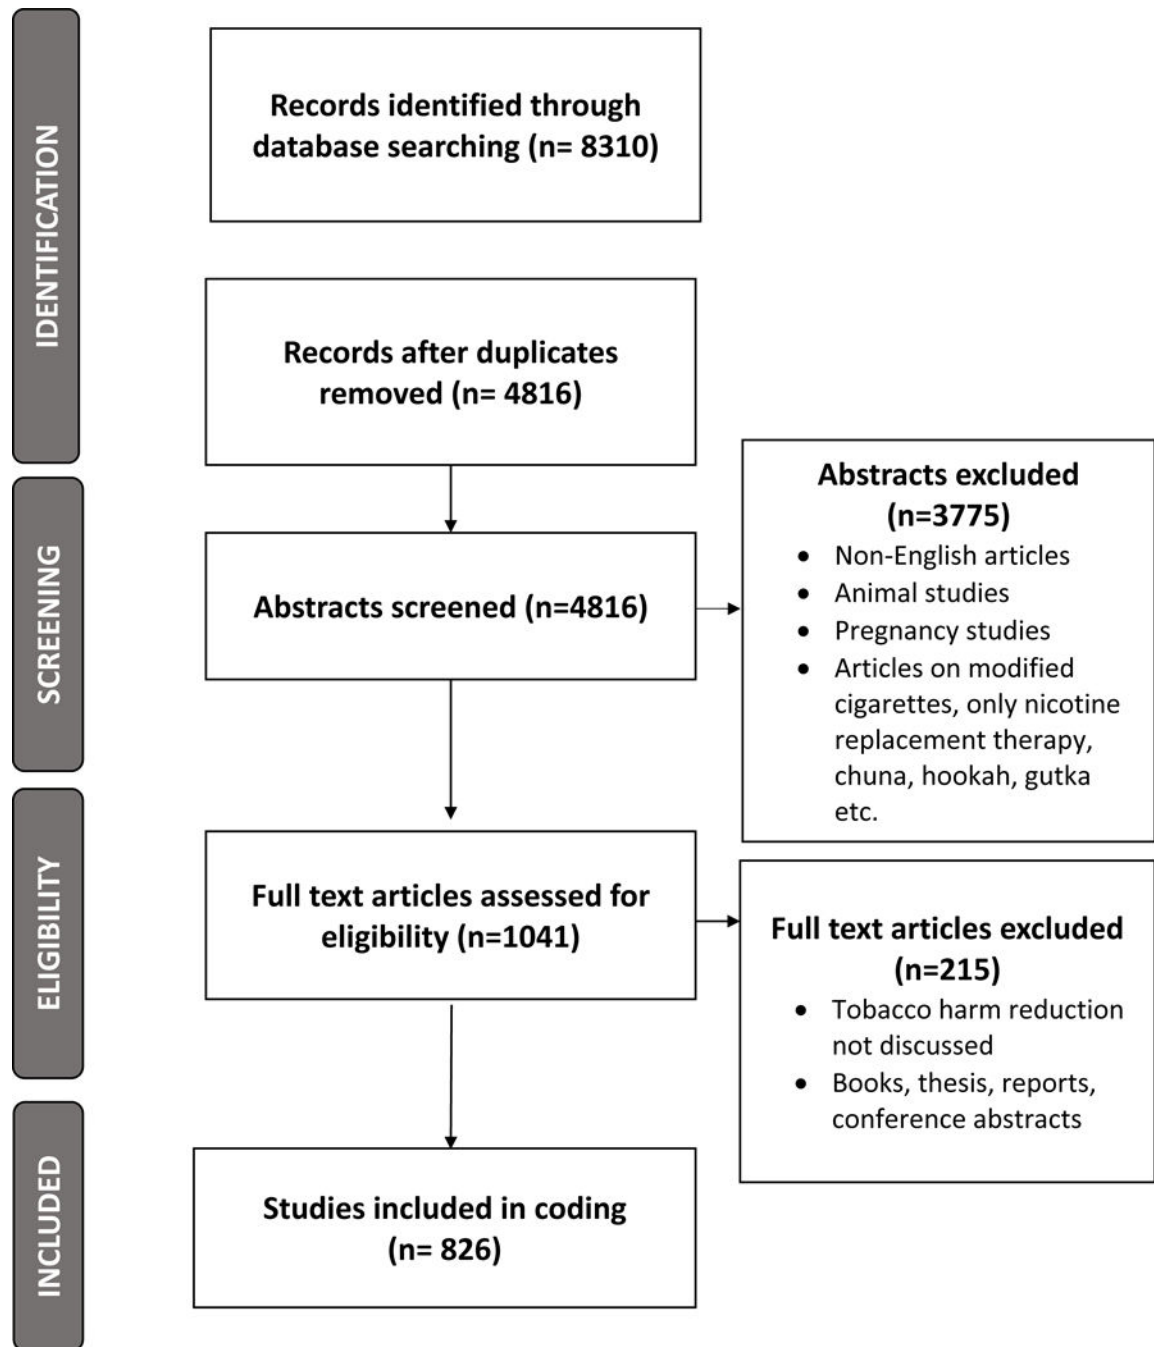 IDENTIFICATION
Records identified through
database searching (n= 8310)
Records after duplicates
removed (n= 4816)
SCREENING
Abstracts screened (n=4816)
Abstracts excluded
(n=3775)
• Non-English articles
• Animal studies
• Pregnancy studies
• Articles on modified
cigarettes, only nicotine
replacement therapy,
chuna, hookah, gutka
etc.
ELIGIBILITY
Full text articles assessed for
eligibility (n=1041)
Full text articles excluded
(n=215)
• Tobacco harm reduction
not discussed
• Books, thesis, reports,
conference abstracts
INCLUDED
Studies included in coding
(n= 826)